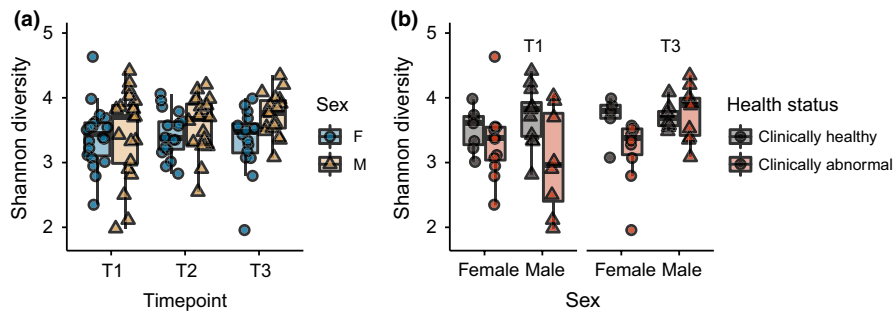 (a)
5
4
3
2
Shannon diversity
T1 T2 T3
Timepoint
Sex
F
M
(b)
5
4
3
2
Shannon diversity
T1 T3
Female Male Female Male
Sex
Health status
Clinically healthy
Clinically abnormal